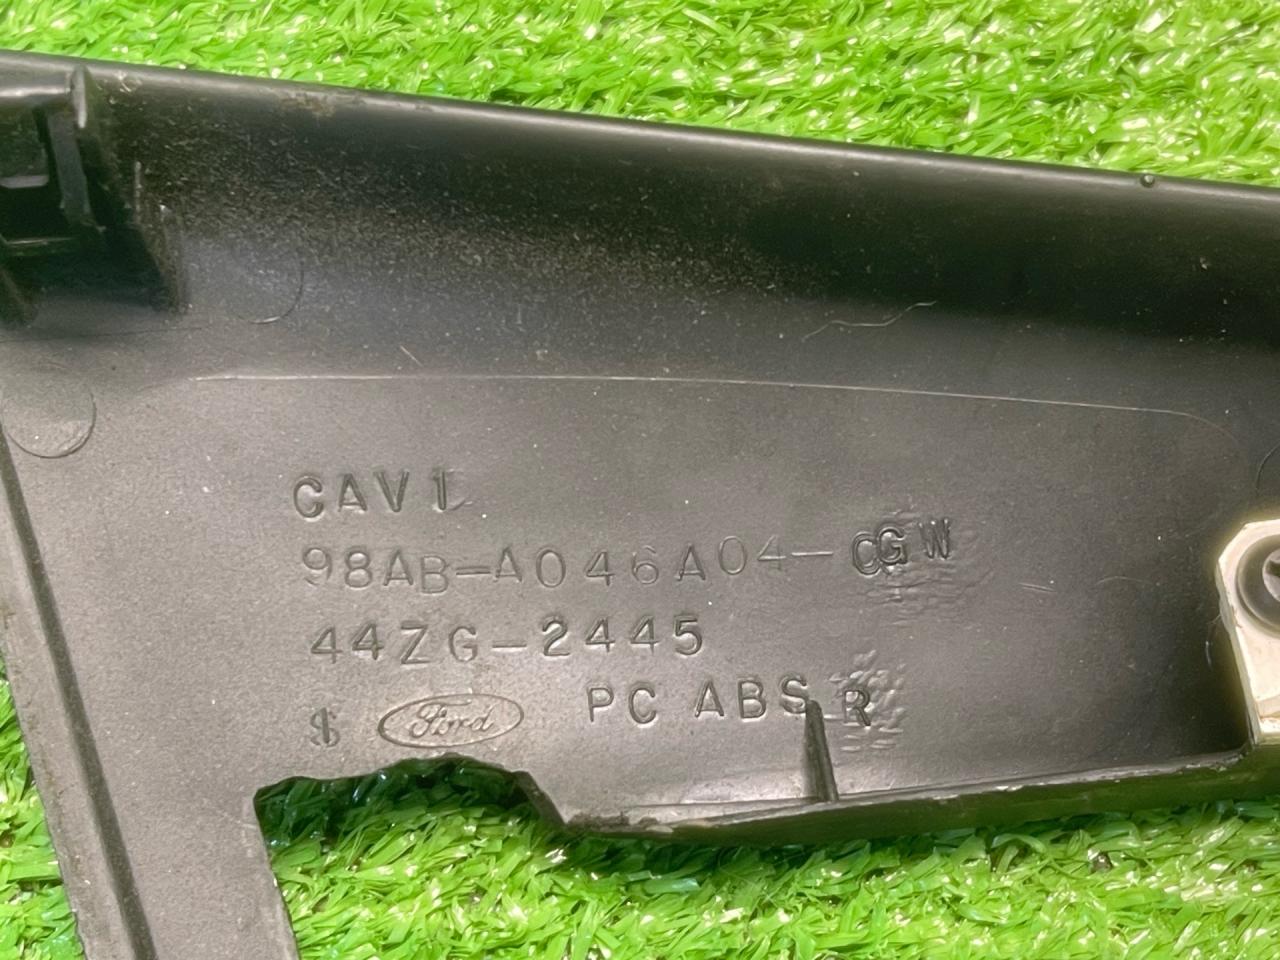 CAV 1
98AB-A046A04-CGW
44ZG-2445
$ Ford PC ABS R